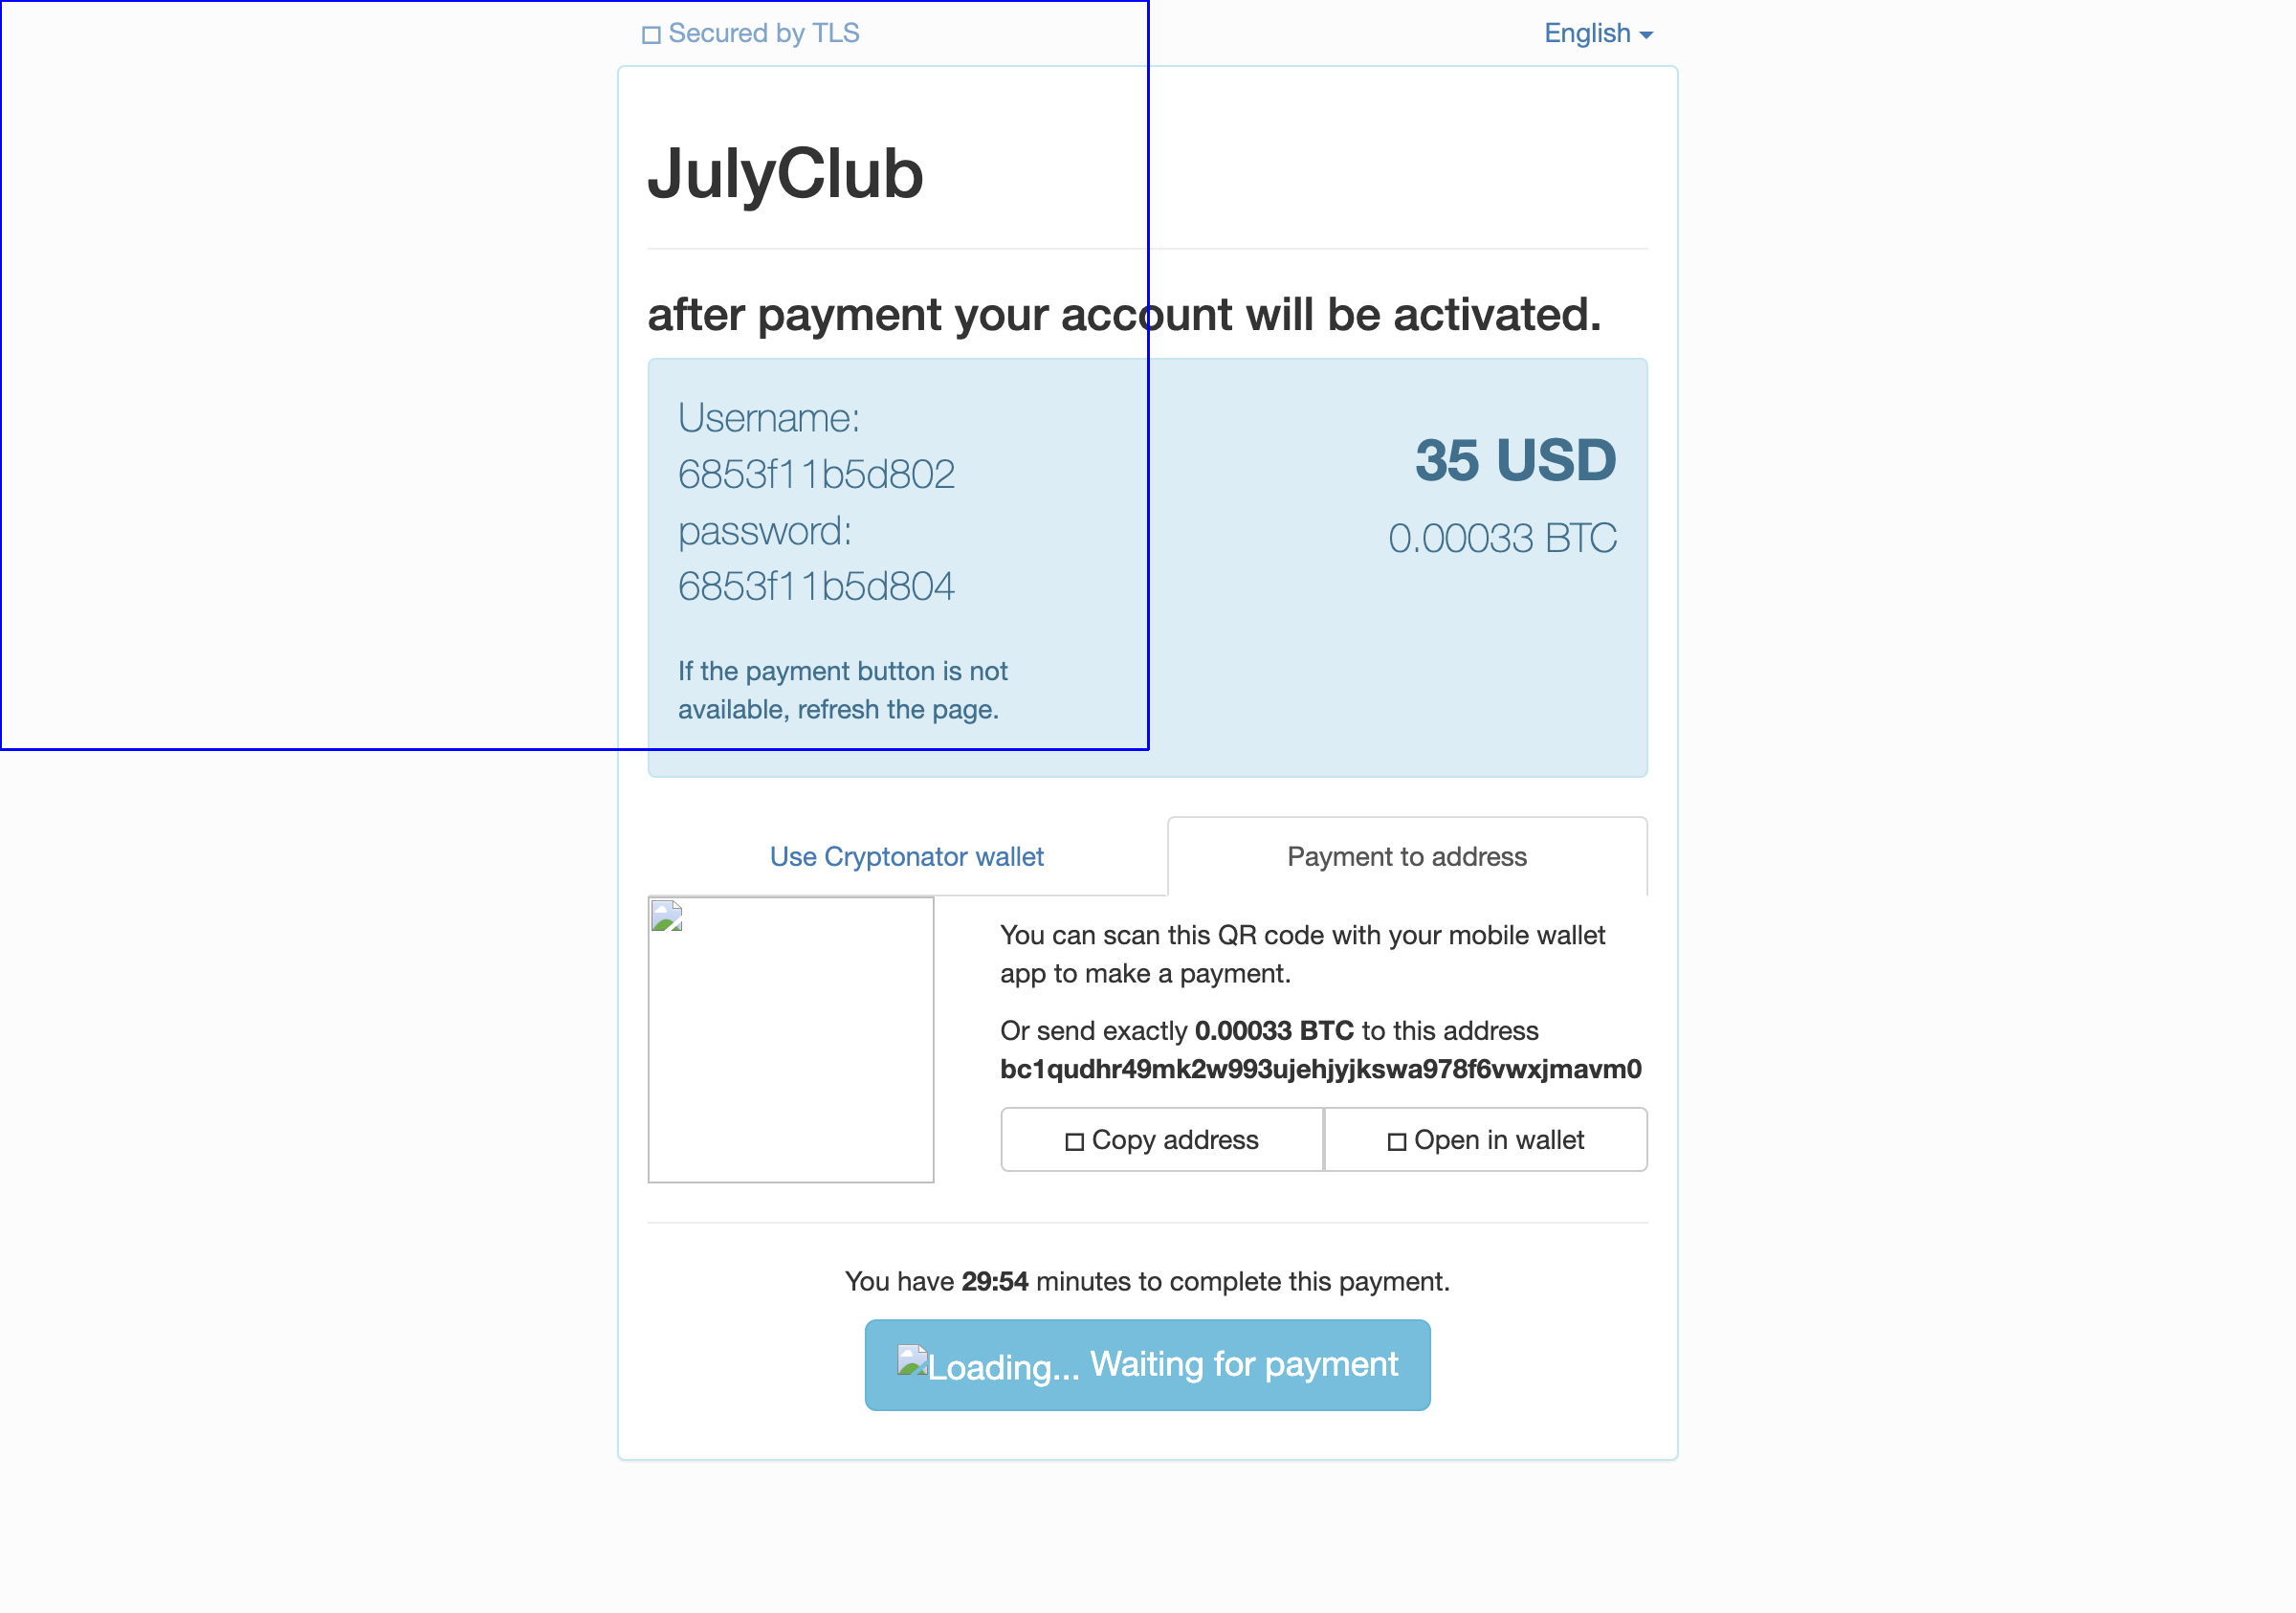 Secured by TLS
English
JulyClub
after payment your account will be activated.
Username:
6853f11b5d802
password:
6853f11b5d804
If the payment button is not
available, refresh the page.
35 USD
0.00033 BTC
Use Cryptonator wallet
Payment to address
You can scan this QR code with your mobile wallet
app to make a payment.
Or send exactly 0.00033 BTC to this address
bc1qudhr49mk2w993ujehjyjkswa978f6vwxjmavm0
Copy address
Open in wallet
You have 29:54 minutes to complete this payment.
Loading... Waiting for payment